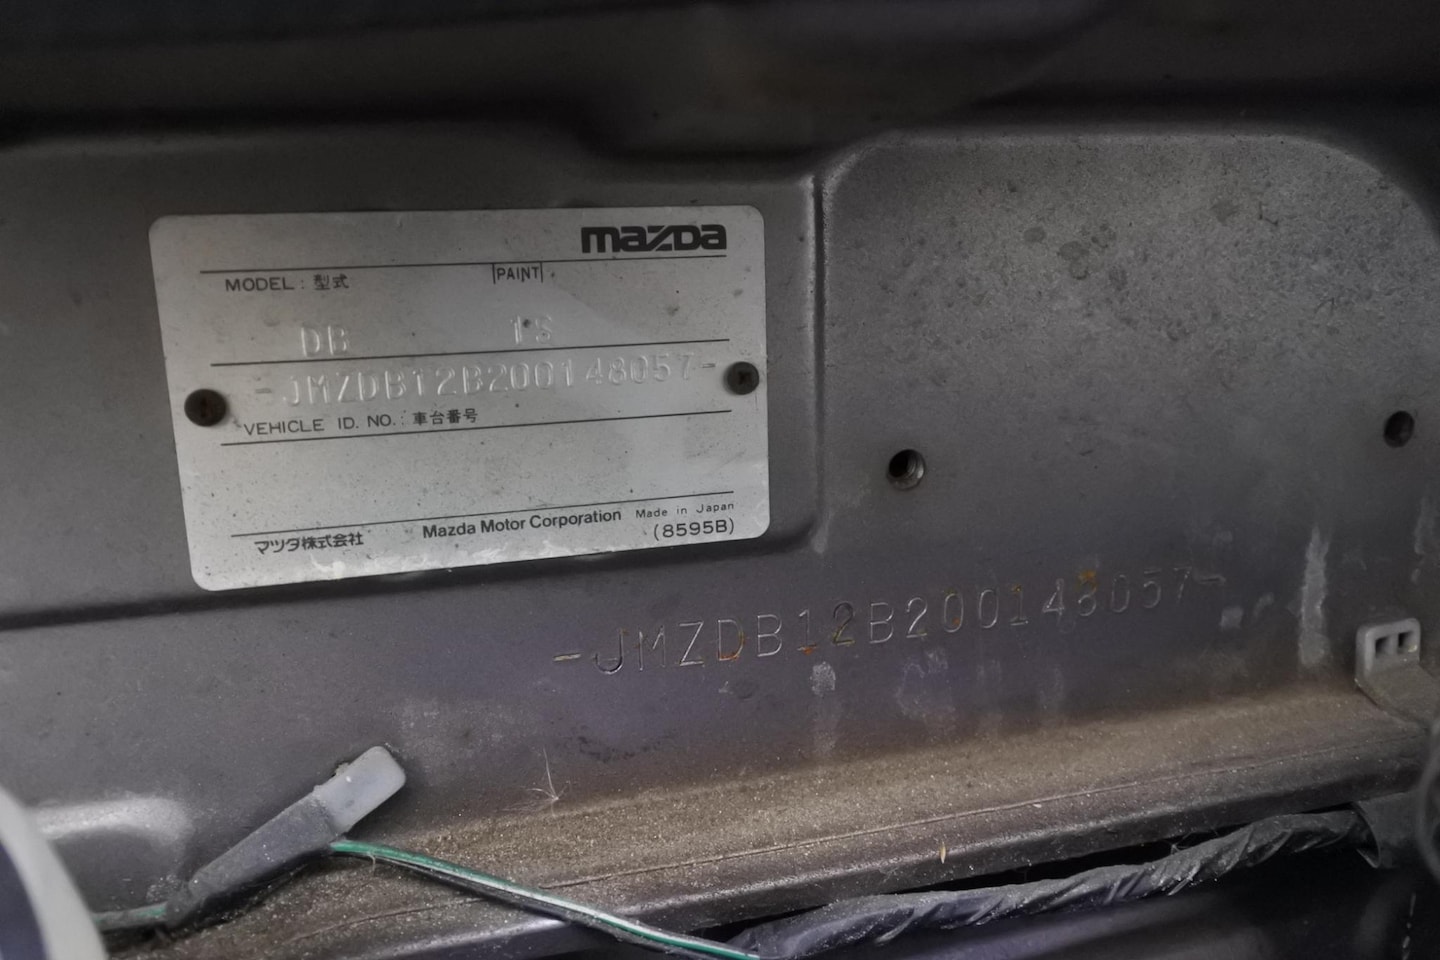 mazda
MODEL : 型式 PAINT
DB 1S
-JMZDB12B200148057-
VEHICLE ID. NO. : 車台番号
マツダ株式会社 Mazda Motor Corporation Made in Japan
(8595B)
-JMZDB12B200148057-